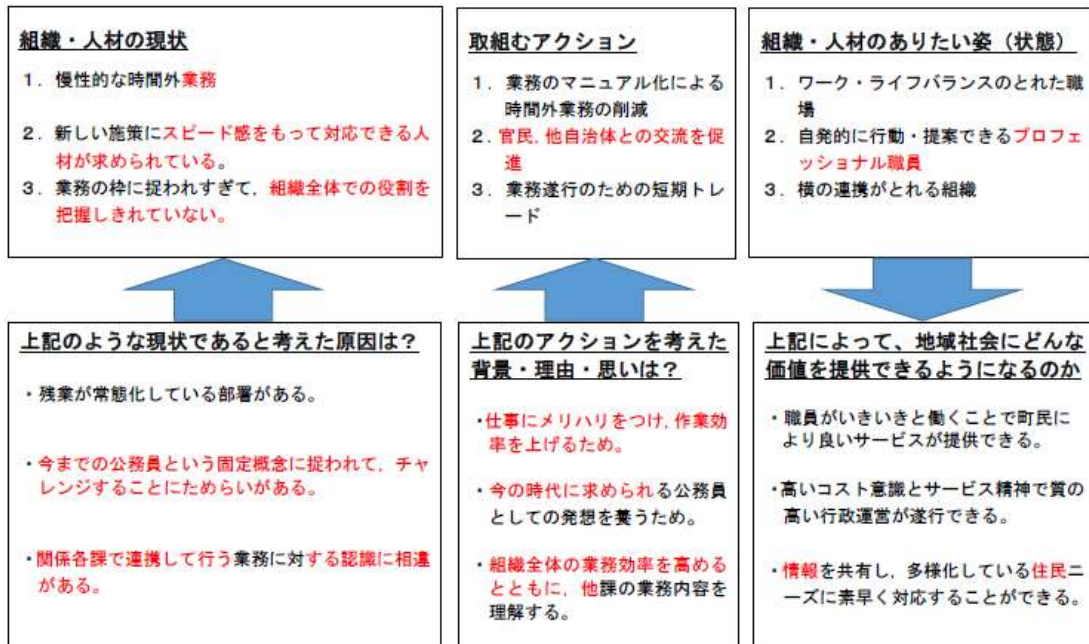 組織・人材の現状
１．慢性的な時間外業務
２．新しい施策にスピード感をもって対応できる人
材が求められている。
３．業務の枠に捉われすぎて，組織全体での役割を
把握しきれていない。
取組むアクション
１．業務のマニュアル化による
時間外業務の削減
２．官民，他自治体との交流を促
進
３．業務遂行のための短期トレ
ード
組織・人材のありたい姿（状態）
１．ワーク・ライフバランスのとれた職
場
２．自発的に行動・提案できるプロフェ
ッショナル職員
３．横の連携がとれる組織
上記のような現状であると考えた原因は？
・残業が常態化している部署がある。
・今までの公務員という固定概念に捉われて，チャ
レンジすることにためらいがある。
・関係各課で連携して行う業務に対する認識に相違
がある。
上記のアクションを考えた
背景・理由・思いは？
・仕事にメリハリをつけ，作業効
率を上げるため。
・今の時代に求められる公務員
としての発想を養うため。
・組織全体の業務効率を高める
とともに，他課の業務内容を
理解する。
上記によって、地域社会にどんな
価値を提供できるようになるのか
・職員がいきいきと働くことで町民に
より良いサービスが提供できる。
・高いコスト意識とサービス精神で質の
高い行政運営が遂行できる。
・情報を共有し，多様化している住民ニ
ーズに素早く対応することができる。